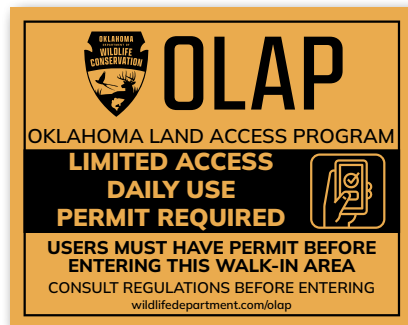 OKLAHOMA
DEPARTMENT OF
WILDLIFE
CONSERVATION
OLAP
OKLAHOMA LAND ACCESS PROGRAM
LIMITED ACCESS
DAILY USE
PERMIT REQUIRED
USERS MUST HAVE PERMIT BEFORE
ENTERING THIS WALK-IN AREA
CONSULT REGULATIONS BEFORE ENTERING
wildlifedepartment.com/olap